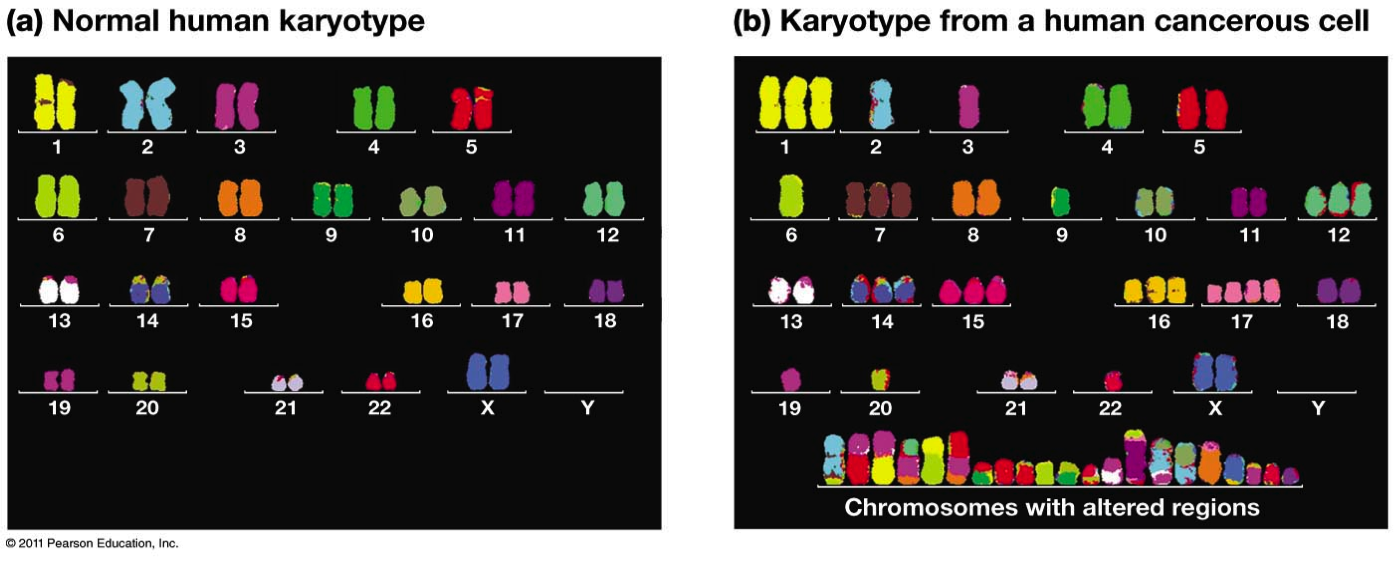 (a) Normal human karyotype
1 2 3 4 5
6 7 8 9 10 11 12
13 14 15 16 17 18
19 20 21 22 X Y
© 2011 Pearson Education, Inc.
(b) Karyotype from a human cancerous cell
1 2 3 4 5
6 7 8 9 10 11 12
13 14 15 16 17 18
19 20 21 22 X Y
Chromosomes with altered regions